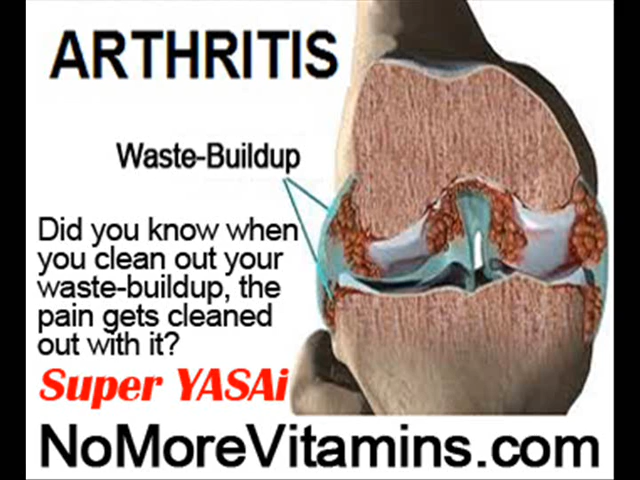 ARTHRITIS
Waste-Buildup
Did you know when
you clean out your
waste-buildup, the
pain gets cleaned
out with it?
Super YASAi
NoMoreVitamins.com